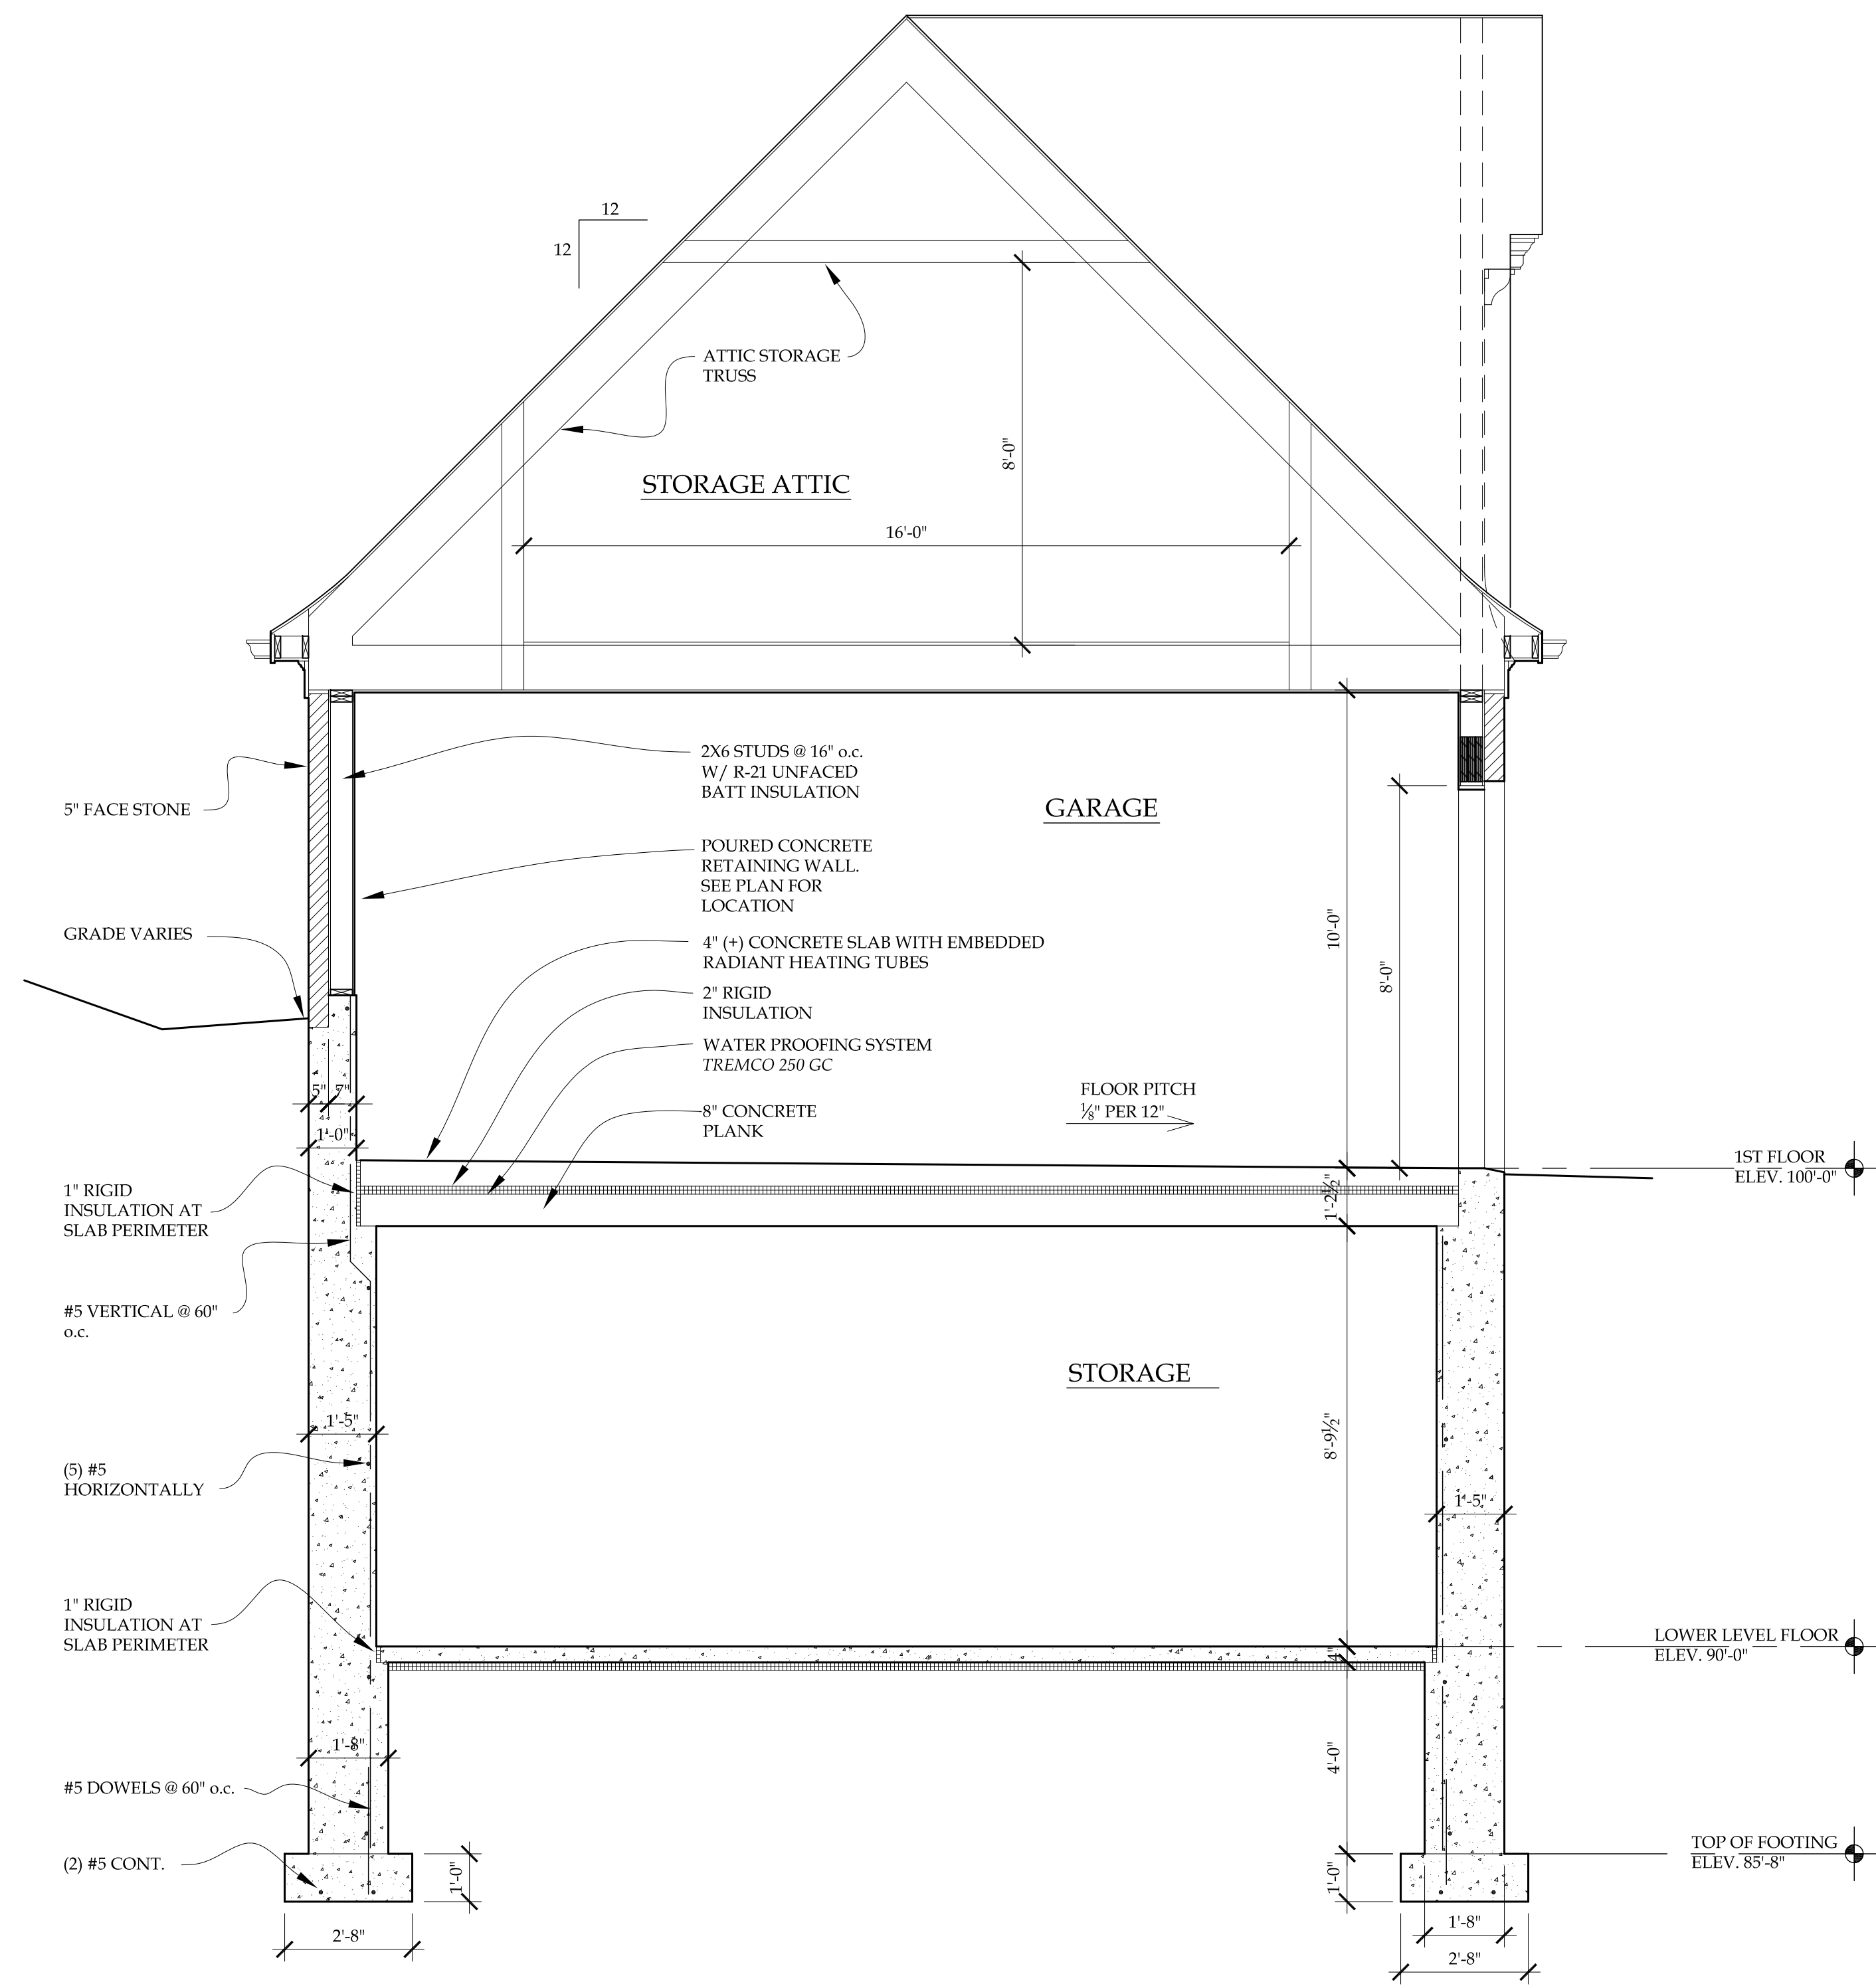 12
12
ATTIC STORAGE
TRUSS
8'-0"
STORAGE ATTIC
16'-0"
2X6 STUDS @ 16" o.c.
W/ R-21 UNFACED
BATT INSULATION
5" FACE STONE
GARAGE
POURED CONCRETE
RETAINING WALL.
SEE PLAN FOR
LOCATION
GRADE VARIES
10'-0"
8'-0"
4" (+) CONCRETE SLAB WITH EMBEDDED
RADIANT HEATING TUBES
2" RIGID
INSULATION
WATER PROOFING SYSTEM
TREMCO 250 GC
5" 7"
FLOOR PITCH
⅛" PER 12"
8" CONCRETE
PLANK
1'-0"
1ST FLOOR
ELEV. 100'-0"
1" RIGID
INSULATION AT
SLAB PERIMETER
1'-2½"
#5 VERTICAL @ 60"
o.c.
STORAGE
1'-5"
8'-9½"
(5) #5
HORIZONTALLY
1'-5"
1" RIGID
INSULATION AT
SLAB PERIMETER
LOWER LEVEL FLOOR
ELEV. 90'-0"
4"
1'-8"
4'-0"
#5 DOWELS @ 60" o.c.
TOP OF FOOTING
ELEV. 85'-8"
(2) #5 CONT.
1'-0"
1'-0"
2'-8"
1'-8"
2'-8"